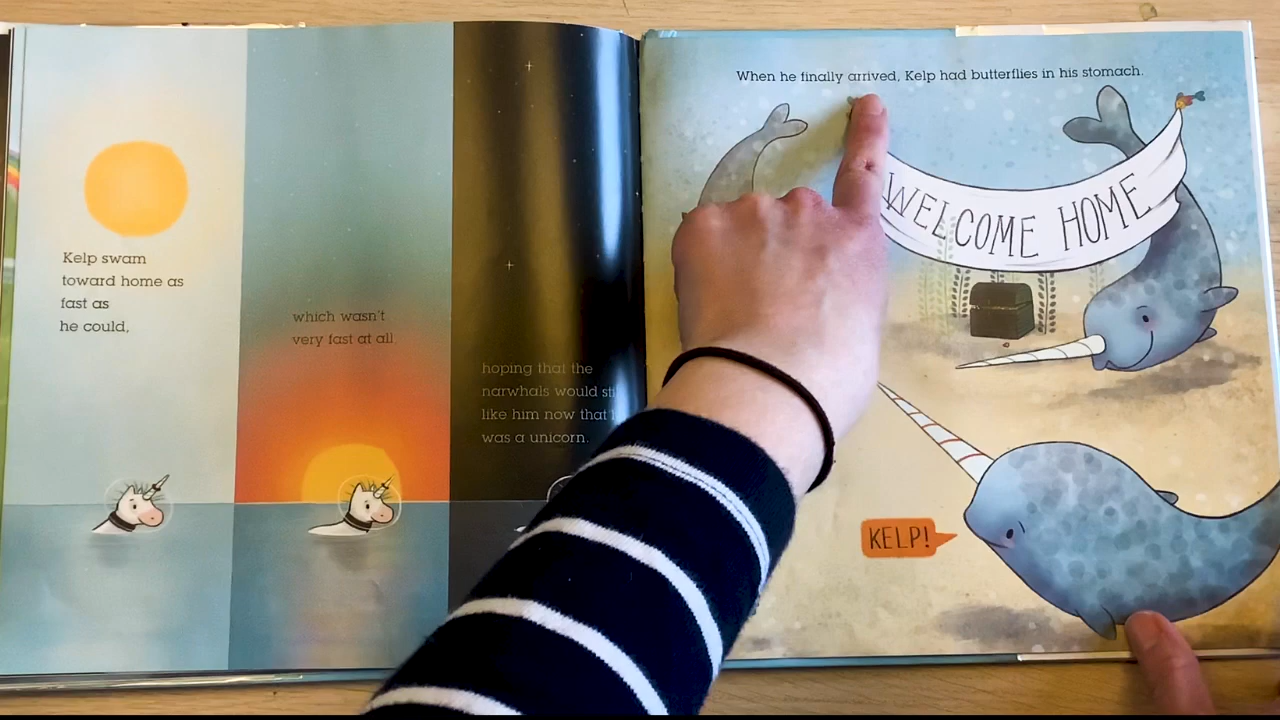 Kelp swam
toward home as
fast as
he could,
which wasn't
very fast at all
hoping that the
narwhals would
like him now that
was a unicorn.
When he finally arrived, Kelp had butterflies in his stomach.
WELCOME HOME
KELP!